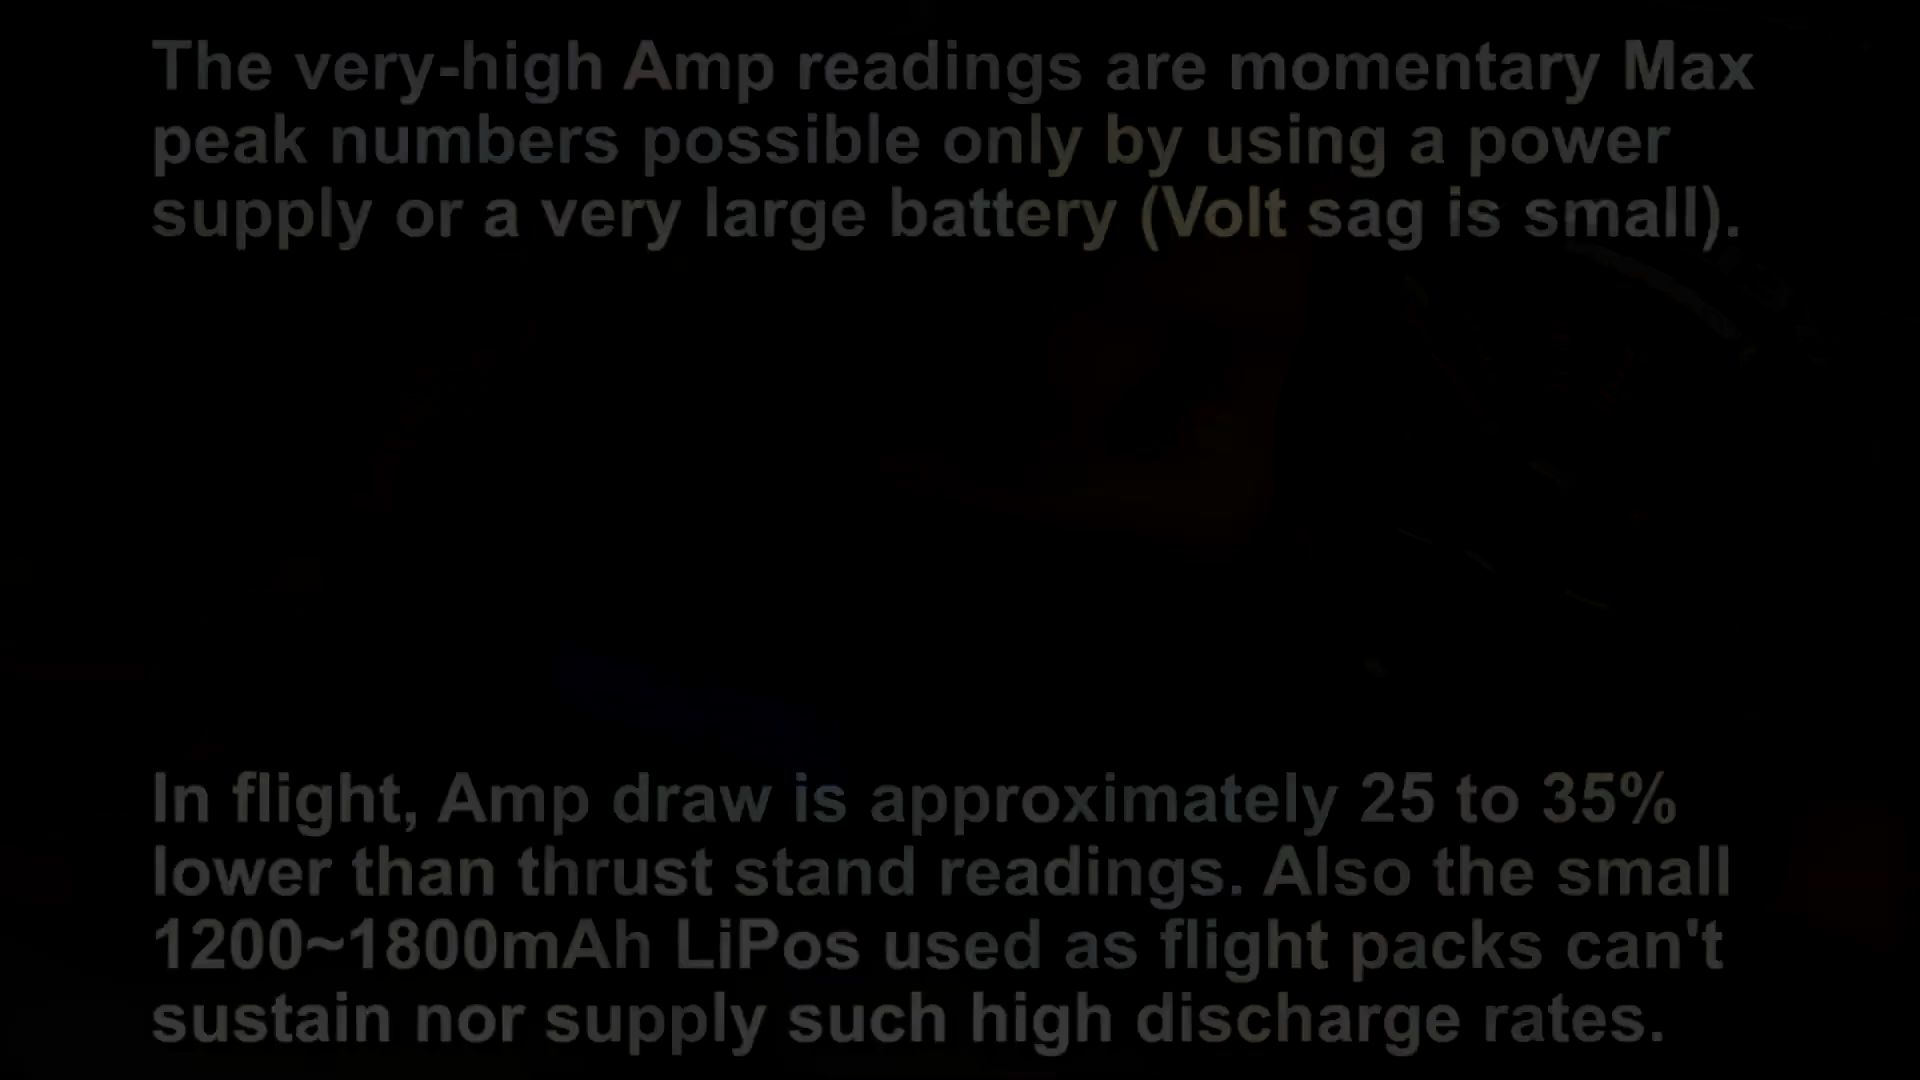 The very-high Amp readings are momentary Max
peak numbers possible only by using a power
supply or a very large battery (Volt sag is small).
In flight, Amp draw is approximately 25 to 35%
lower than thrust stand readings. Also the small
1200~1800mAh LiPos used as flight packs can't
sustain nor supply such high discharge rates.